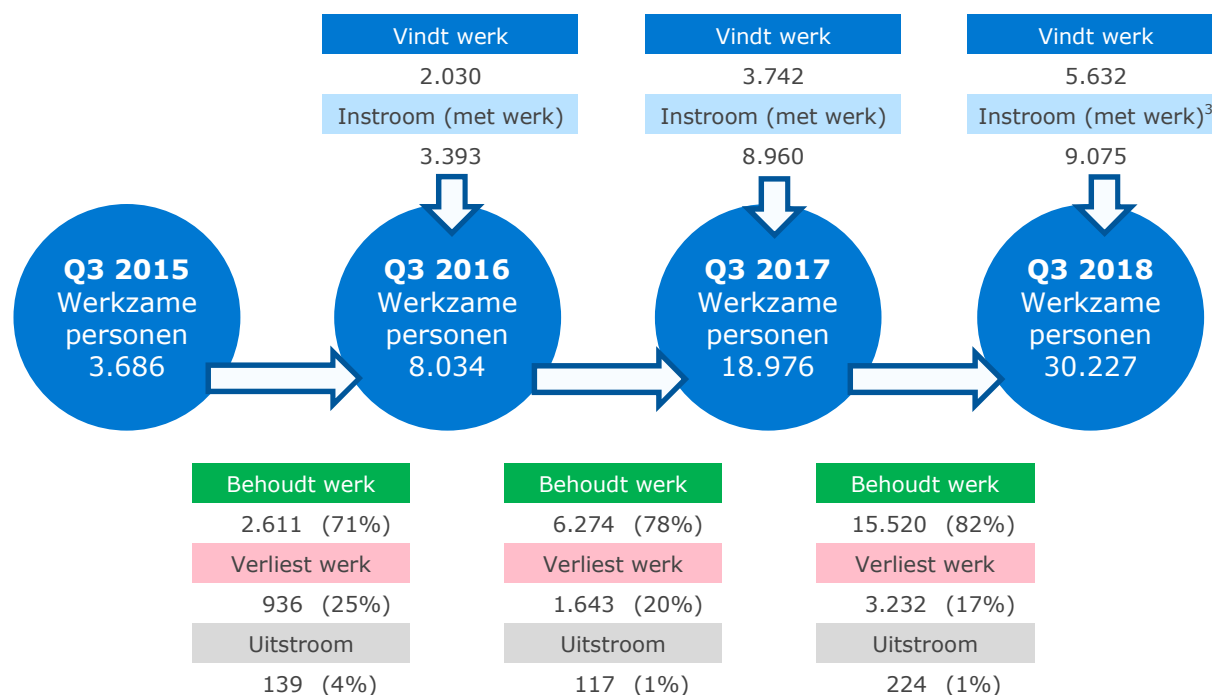 Vindt werk
2.030
Instroom (met werk)
3.393
Vindt werk
3.742
Instroom (met werk)
8.960
Vindt werk
5.632
Instroom (met werk)³
9.075
Q3 2015
Werkzame
personen
3.686
Q3 2016
Werkzame
personen
8.034
Q3 2017
Werkzame
personen
18.976
Q3 2018
Werkzame
personen
30.227
Behoudt werk
2.611 (71%)
Verliest werk
936 (25%)
Uitstroom
139 (4%)
Behoudt werk
6.274 (78%)
Verliest werk
1.643 (20%)
Uitstroom
117 (1%)
Behoudt werk
15.520 (82%)
Verliest werk
3.232 (17%)
Uitstroom
224 (1%)